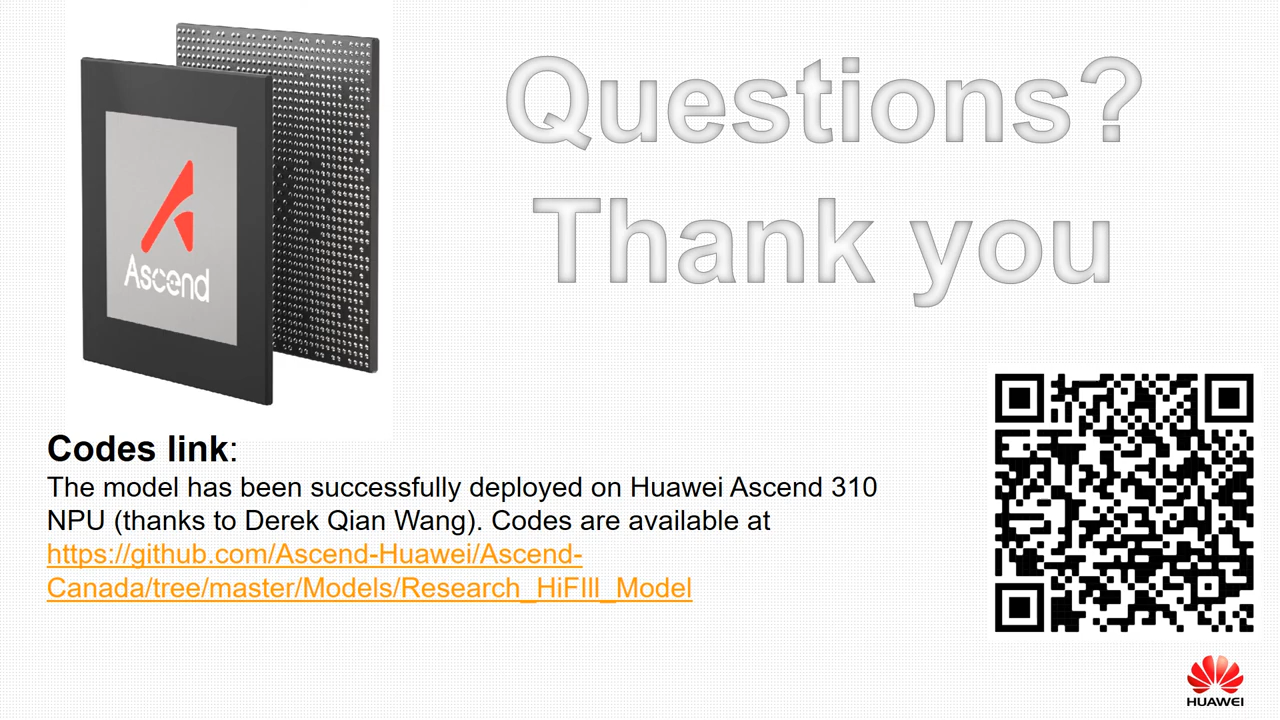 Questions?
Thank you
Ascend
Codes link:
The model has been successfully deployed on Huawei Ascend 310
NPU (thanks to Derek Qian Wang). Codes are available at
https://github.com/Ascend-Huawei/Ascend-
Canada/tree/master/Models/Research_HiFIll_Model
HUAWEI